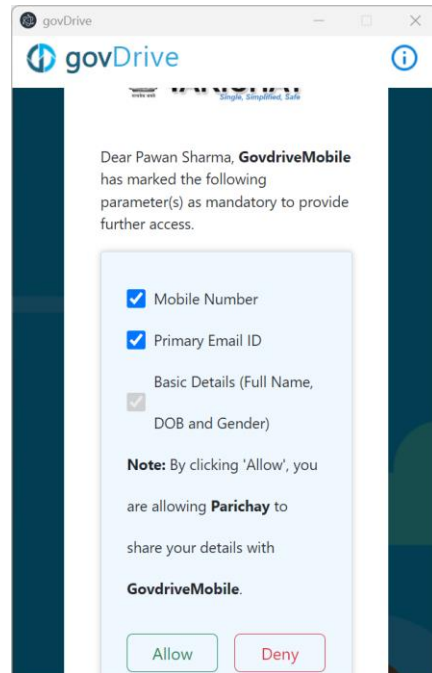 govDrive
govDrive
Single, Simplified, Safe
Dear Pawan Sharma, GovdriveMobile
has marked the following
parameter(s) as mandatory to provide
further access.
Mobile Number
Primary Email ID
Basic Details (Full Name,
DOB and Gender)
Note: By clicking 'Allow', you
are allowing Parichay to
share your details with
GovdriveMobile.
Allow
Deny